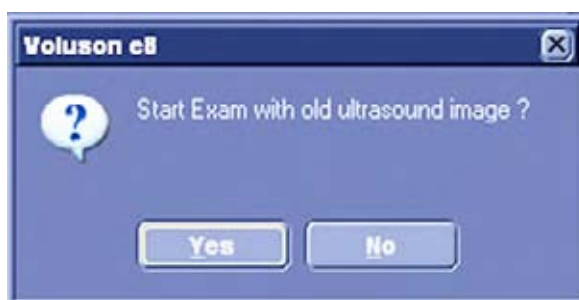 Voluson e8
?
Start Exam with old ultrasound image ?
Yes
No